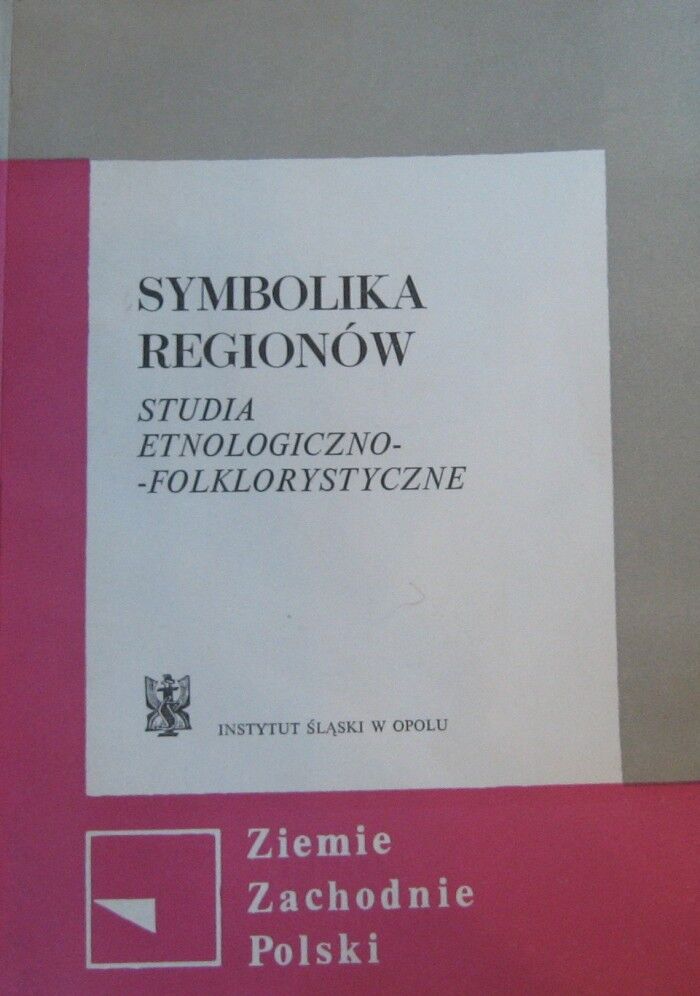 SYMBOLIKA
REGIONÓW
STUDIA
ETNOLOGICZNO-
-FOLKLORYSTYCZNE
INSTYTUT ŚLĄSKI W OPOLU
Ziemie
Zachodnie
Polski